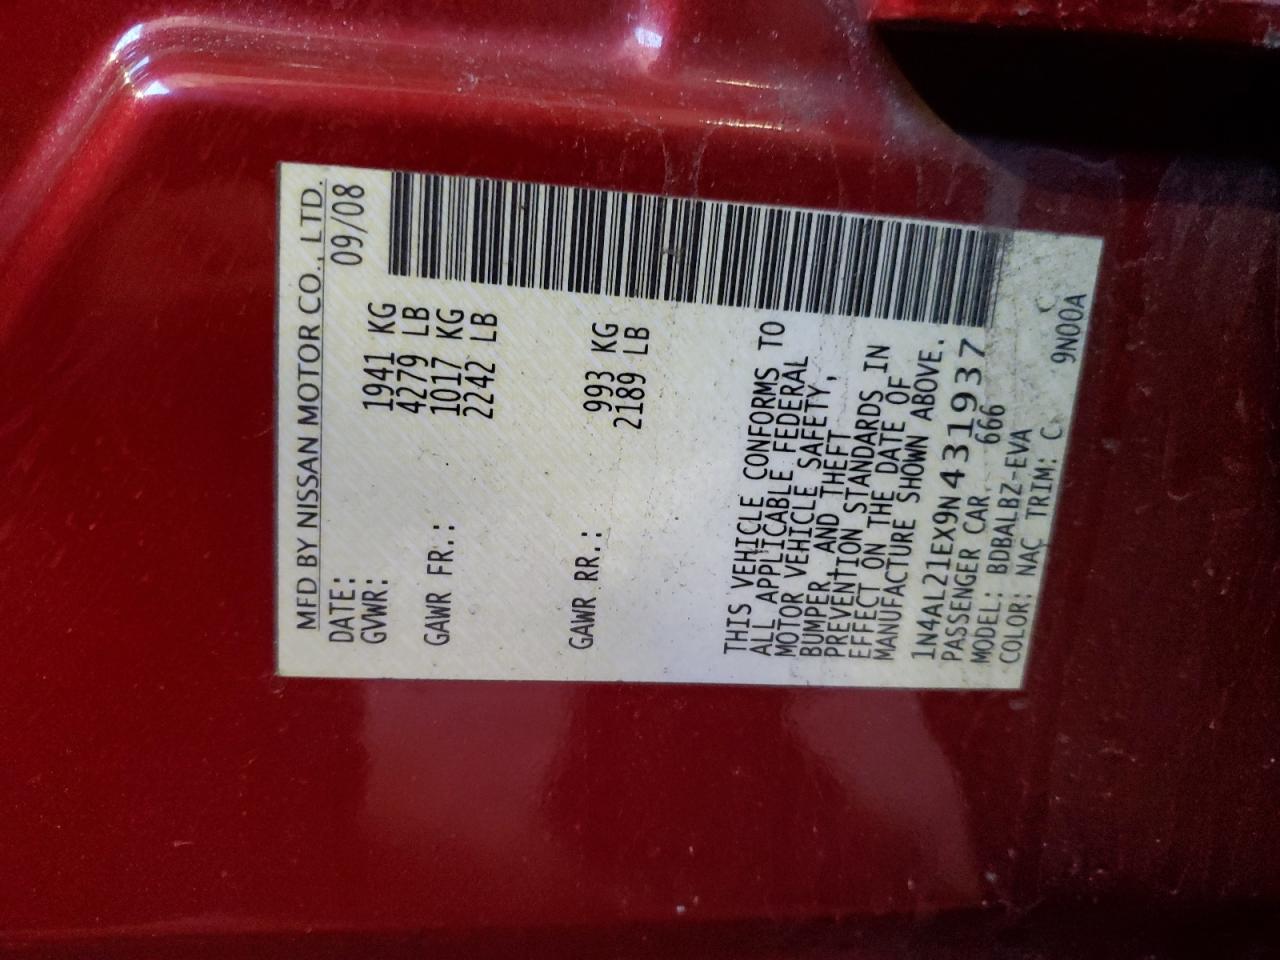 MFD BY NISSAN MOTOR CO., LTD.
DATE: 09/08
GVWR: 1941 KG
4279 LB
GAWR FR.: 1017 KG
2242 LB
GAWR RR.: 993 KG
2189 LB
THIS VEHICLE CONFORMS TO
ALL APPLICABLE FEDERAL
MOTOR VEHICLE SAFETY,
BUMPER, AND THEFT
PREVENTION STANDARDS IN
EFFECT ON THE DATE OF
MANUFACTURE SHOWN ABOVE.
1N4AL21EX9N431937
PASSENGER CAR 666
MODEL: BDBALBZ-EVA
COLOR: NAC TRIM: C 9N00A